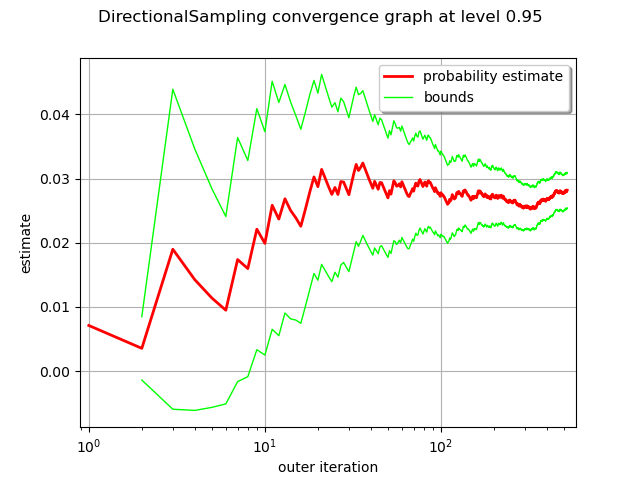 DirectionalSampling convergence graph at level 0.95
probability estimate
bounds
0.04
0.03
0.02
0.01
0.00
estimate
10⁰
10¹
10²
outer iteration